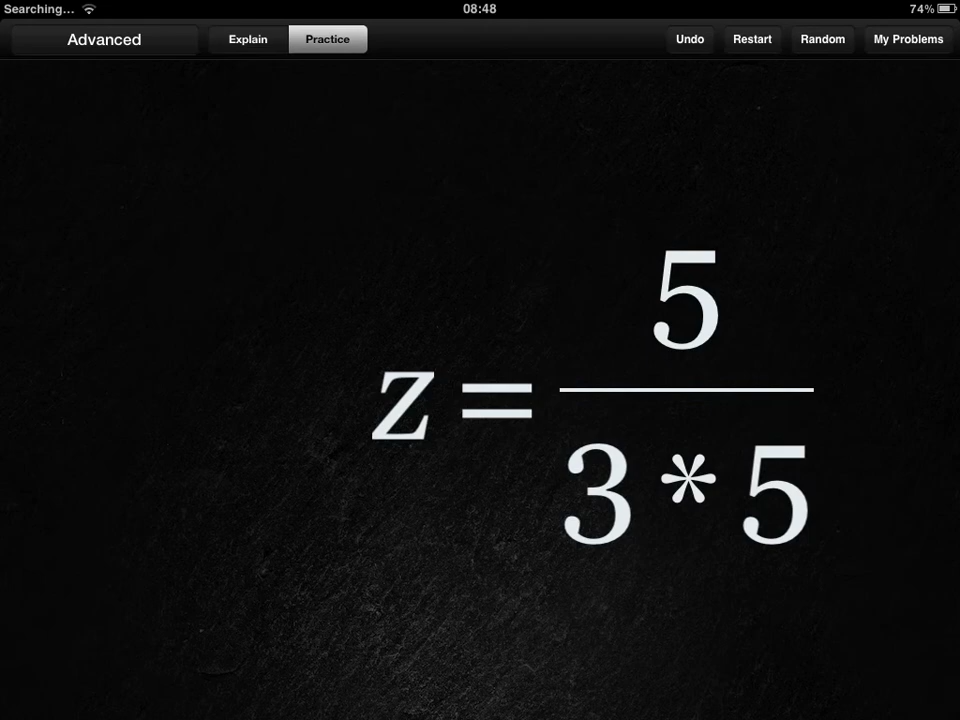 Searching... 08:48 74%
Advanced Explain Practice Undo Restart Random My Problems
5
z =
3 * 5